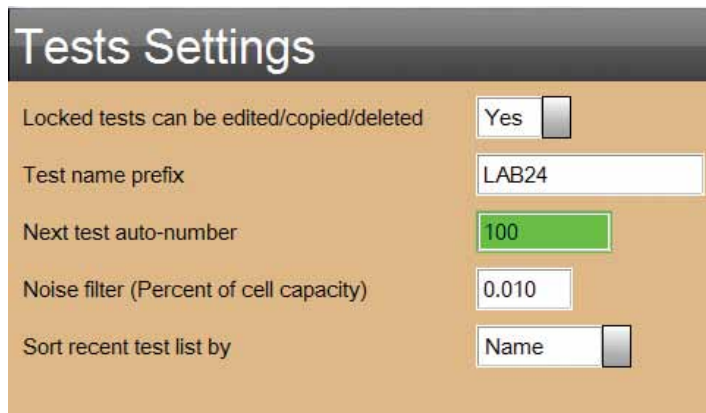 Tests Settings
Locked tests can be edited/copied/deleted Yes
Test name prefix LAB24
Next test auto-number 100
Noise filter (Percent of cell capacity) 0.010
Sort recent test list by Name